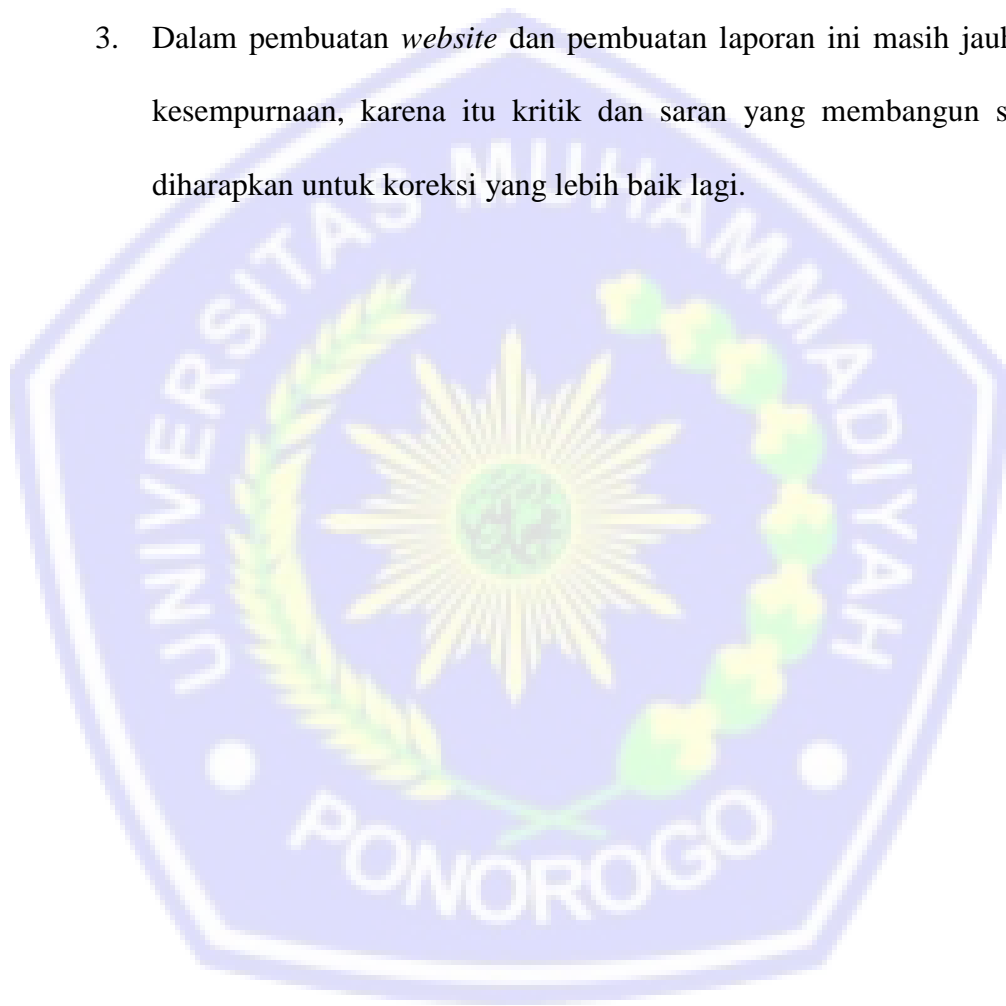 3. Dalam pembuatan website dan pembuatan laporan ini masih jauh
kesempurnaan, karena itu kritik dan saran yang membangun s
diharapkan untuk koreksi yang lebih baik lagi.
UNIVERSITAS MUHAMMADIYAH
PONOROGO